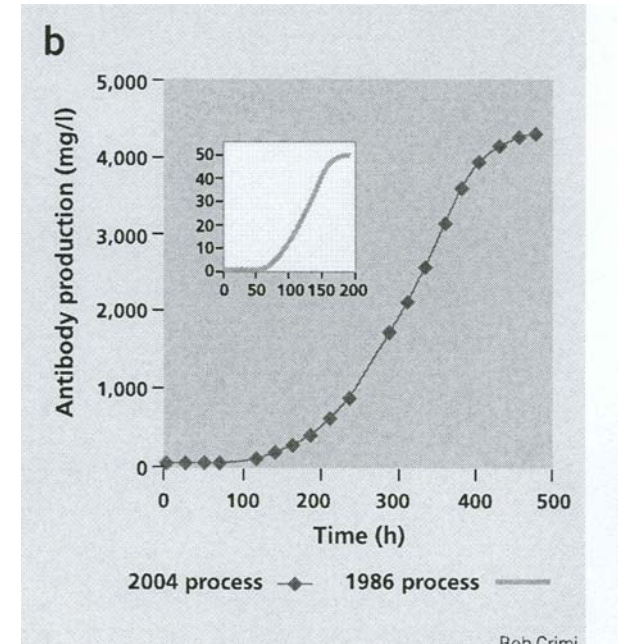 b
Antibody production (mg/l)
5,000
4,000
3,000
2,000
1,000
0
50
40
30
20
10
0
0 50 100 150 200
0 100 200 300 400 500
Time (h)
2004 process 1986 process
Bob Crimi